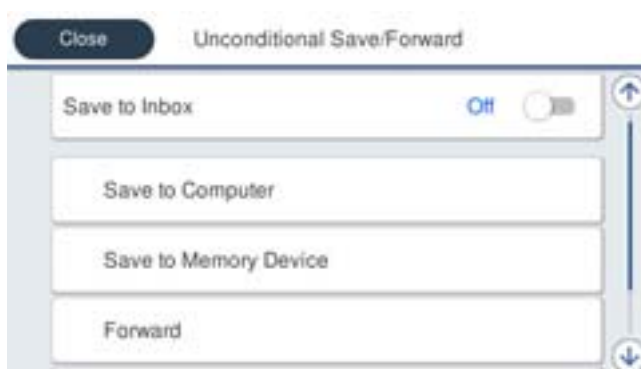 Close Unconditional Save/Forward
Save to Inbox Off
Save to Computer
Save to Memory Device
Forward